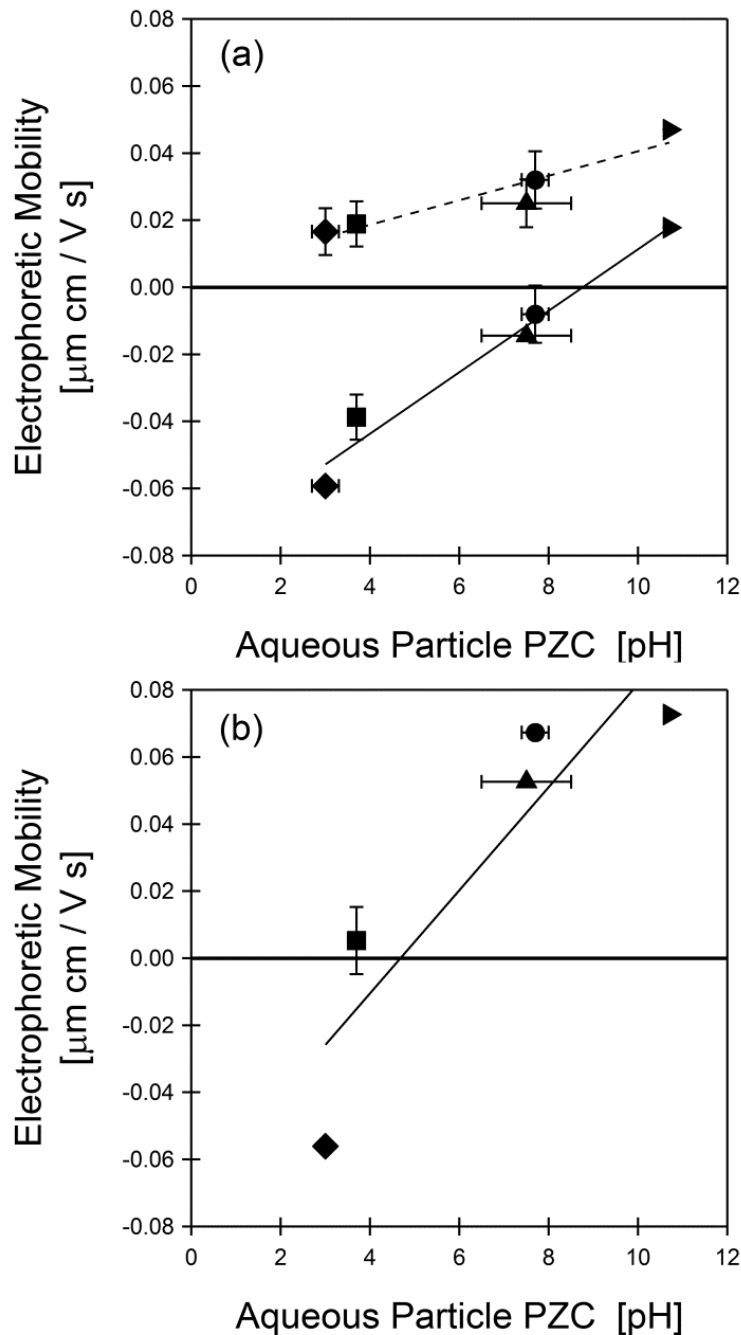 (a)
0.08
0.06
0.04
0.02
0.00
-0.02
-0.04
-0.06
-0.08
Electrophoretic Mobility
[μm cm / V s]
0 2 4 6 8 10 12
Aqueous Particle PZC [pH]
(b)
0.08
0.06
0.04
0.02
0.00
-0.02
-0.04
-0.06
-0.08
Electrophoretic Mobility
[μm cm / V s]
0 2 4 6 8 10 12
Aqueous Particle PZC [pH]